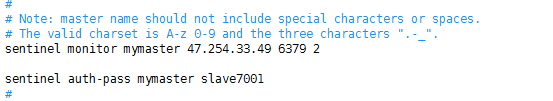 #
# Note: master name should not include special characters or spaces.
# The valid charset is A-z 0-9 and the three characters ".-_".
sentinel monitor mymaster 47.254.33.49 6379 2
sentinel auth-pass mymaster slave7001
#